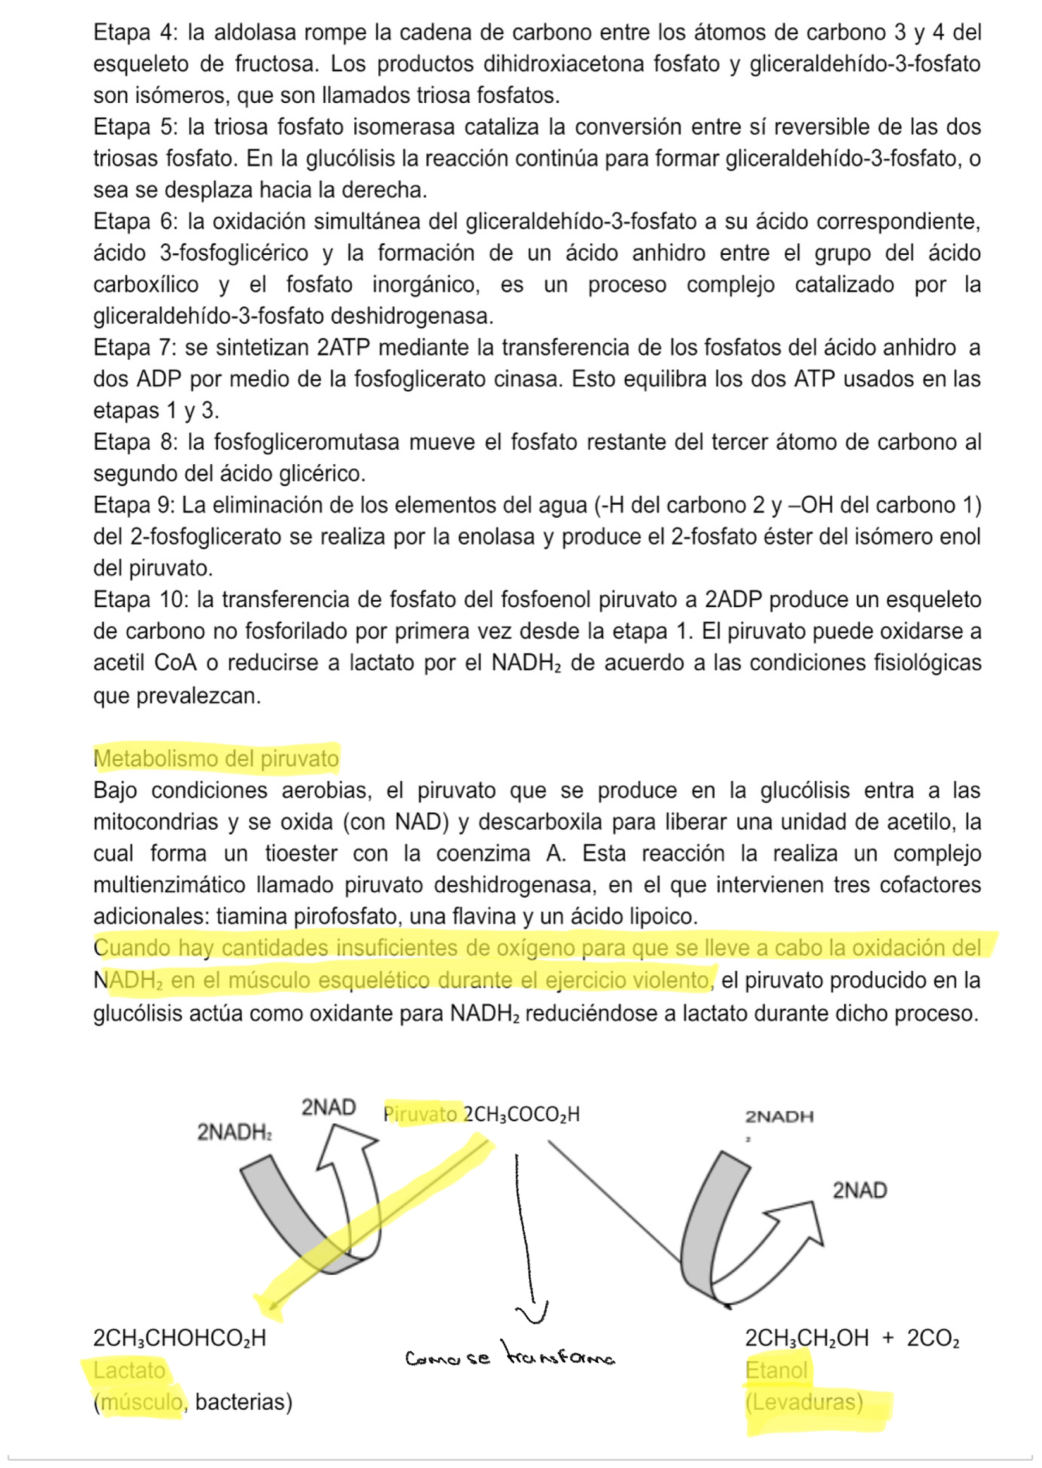 Etapa 4: la aldolasa rompe la cadena de carbono entre los átomos de carbono 3 y 4 del
esqueleto de fructosa. Los productos dihidroxiacetona fosfato y gliceraldehído-3-fosfato
son isómeros, que son llamados triosa fosfatos.
Etapa 5: la triosa fosfato isomerasa cataliza la conversión entre sí reversible de las dos
triosas fosfato. En la glucólisis la reacción continúa para formar gliceraldehído-3-fosfato, o
sea se desplaza hacia la derecha.
Etapa 6: la oxidación simultánea del gliceraldehído-3-fosfato a su ácido correspondiente,
ácido 3-fosfoglicérico y la formación de un ácido anhidro entre el grupo del ácido
carboxílico y el fosfato inorgánico, es un proceso complejo catalizado por la
gliceraldehído-3-fosfato deshidrogenasa.
Etapa 7: se sintetizan 2ATP mediante la transferencia de los fosfatos del ácido anhidro a
dos ADP por medio de la fosfoglicerato cinasa. Esto equilibra los dos ATP usados en las
etapas 1 y 3.
Etapa 8: la fosfogliceromutasa mueve el fosfato restante del tercer átomo de carbono al
segundo del ácido glicérico.
Etapa 9: La eliminación de los elementos del agua (-H del carbono 2 y –OH del carbono 1)
del 2-fosfoglicerato se realiza por la enolasa y produce el 2-fosfato éster del isómero enol
del piruvato.
Etapa 10: la transferencia de fosfato del fosfoenol piruvato a 2ADP produce un esqueleto
de carbono no fosforilado por primera vez desde la etapa 1. El piruvato puede oxidarse a
acetil CoA o reducirse a lactato por el NADH₂ de acuerdo a las condiciones fisiológicas
que prevalezcan.
Metabolismo del piruvato
Bajo condiciones aerobias, el piruvato que se produce en la glucólisis entra a las
mitocondrias y se oxida (con NAD) y descarboxila para liberar una unidad de acetilo, la
cual forma un tioester con la coenzima A. Esta reacción la realiza un complejo
multienzimático llamado piruvato deshidrogenasa, en el que intervienen tres cofactores
adicionales: tiamina pirofosfato, una flavina y un ácido lipoico.
Cuando hay cantidades insuficientes de oxígeno para que se lleve a cabo la oxidación del
NADH₂ en el músculo esquelético durante el ejercicio violento, el piruvato producido en la
glucólisis actúa como oxidante para NADH₂ reduciéndose a lactato durante dicho proceso.
2NAD
Piruvato 2CH₃COCO₂H
2NADH
2
2NADH₂
2NAD
2CH₃CHOHCO₂H
2CH₃CH₂OH + 2CO₂
Como se transforma
Lactato
Etanol
(músculo, bacterias)
(Levaduras)